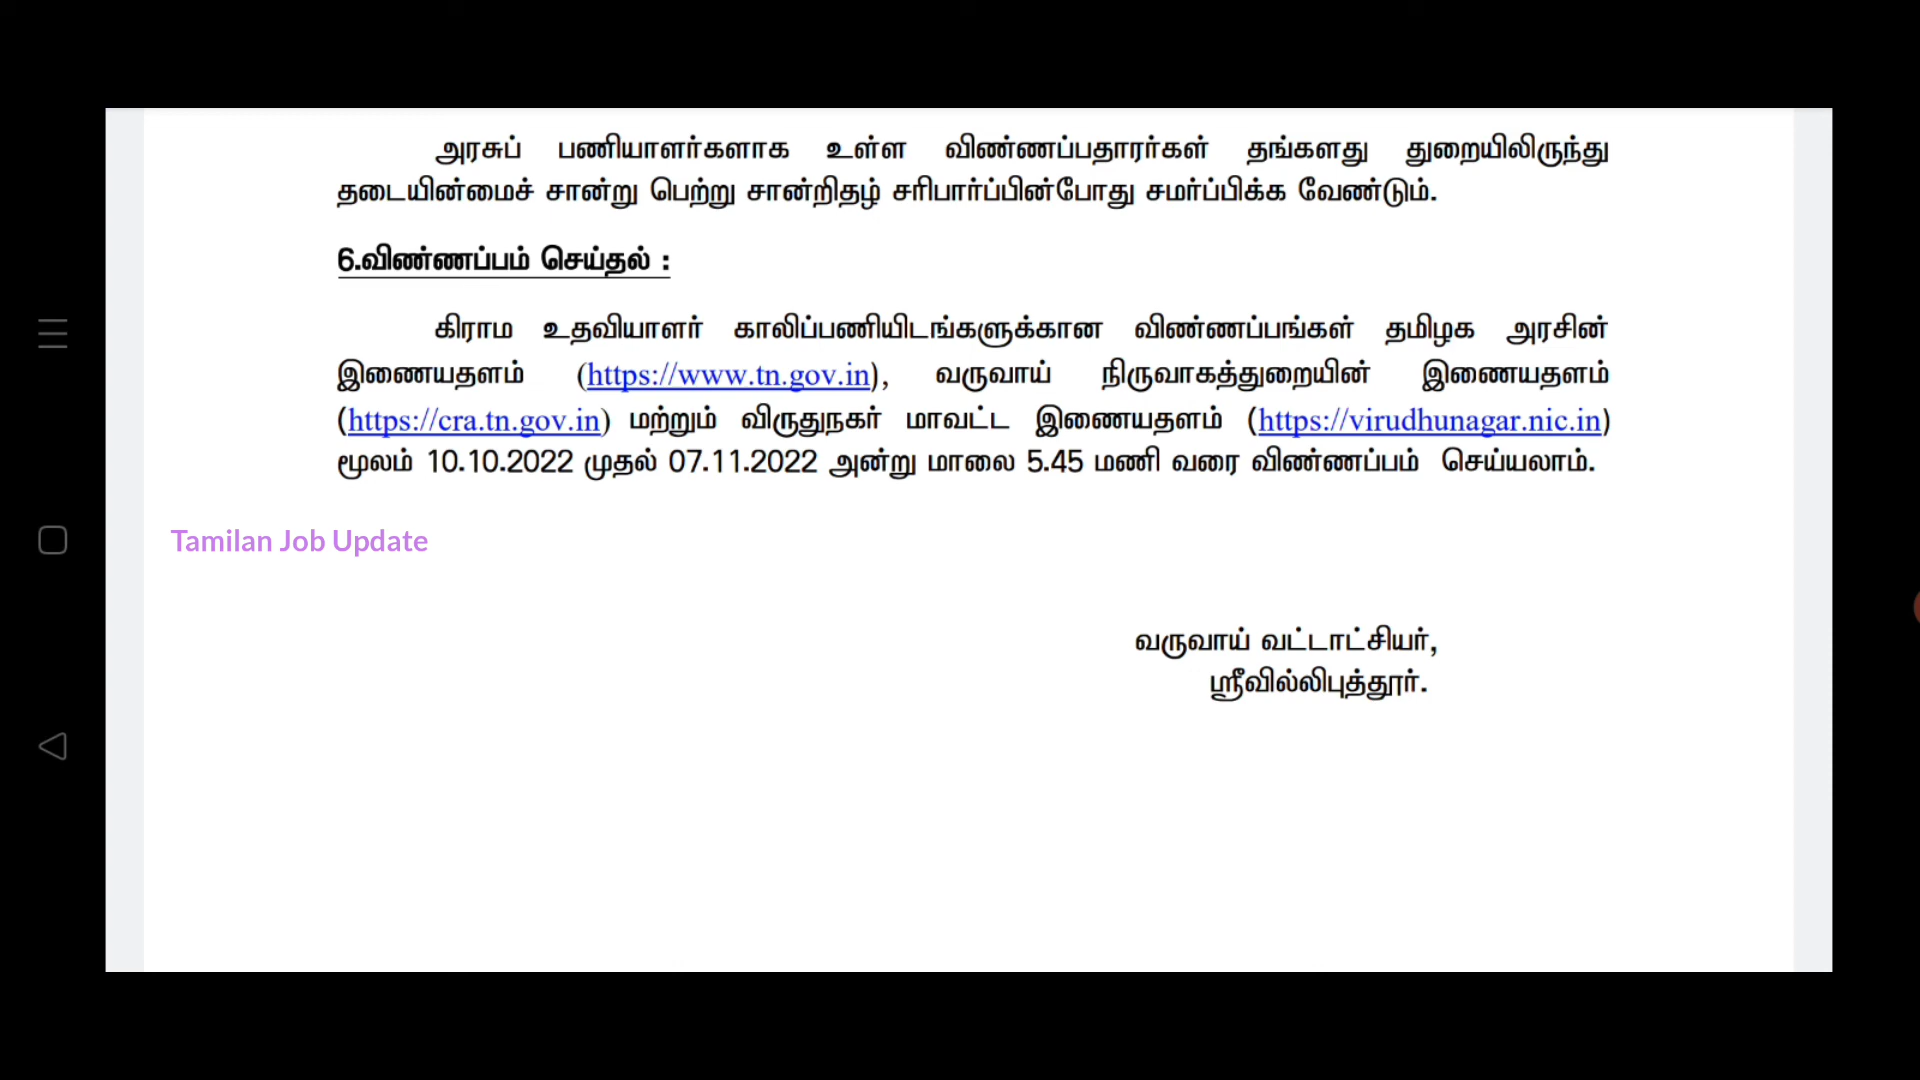 அரசுப் பணியாளர்களாக உள்ள விண்ணப்பதாரர்கள் தங்களது துறையிலிருந்து
தடையின்மைச் சான்று பெற்று சான்றிதழ் சரிபார்ப்பின்போது சமர்ப்பிக்க வேண்டும்.
6.விண்ணப்பம் செய்தல் :
கிராம உதவியாளர் காலிப்பணியிடங்களுக்கான விண்ணப்பங்கள் தமிழக அரசின்
இணையதளம் (https://www.tn.gov.in), வருவாய் நிருவாகத்துறையின் இணையதளம்
(https://cra.tn.gov.in) மற்றும் விருதுநகர் மாவட்ட இணையதளம் (https://virudhunagar.nic.in)
மூலம் 10.10.2022 முதல் 07.11.2022 அன்று மாலை 5.45 மணி வரை விண்ணப்பம் செய்யலாம்.
Tamilan Job Update
வருவாய் வட்டாட்சியர்,
ஸ்ரீவில்லிபுத்தூர்.